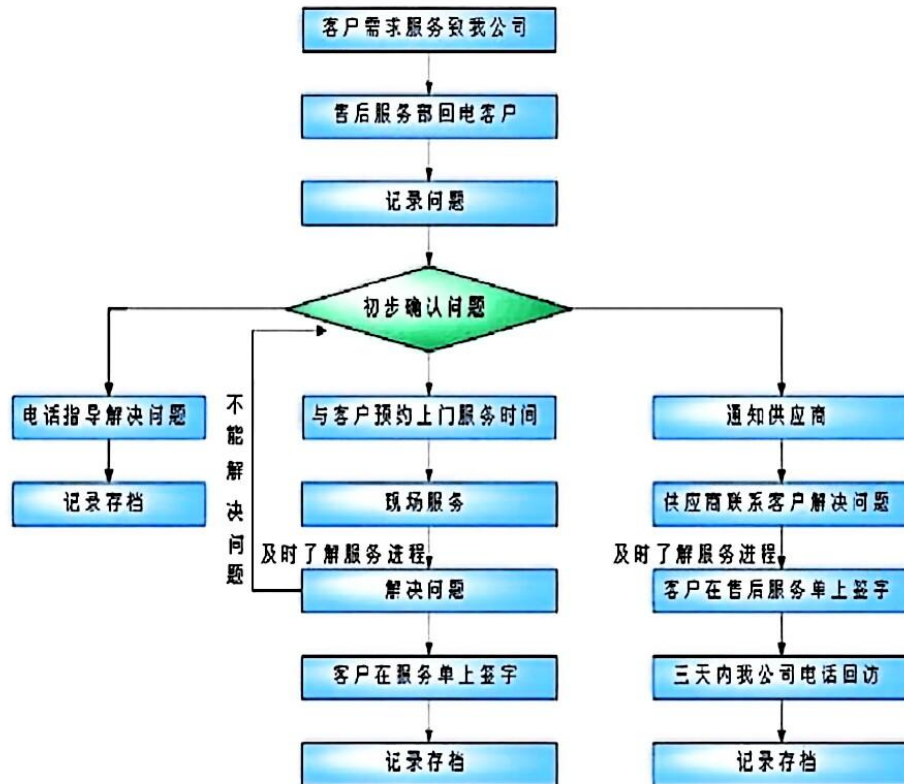 客户需求服务致我公司
售后服务部回电客户
记录问题
初步确认问题
电话指导解决问题
记录存档
不能解决问题
与客户预约上门服务时间
现场服务
及时了解服务进程
解决问题
客户在服务单上签字
记录存档
通知供应商
供应商联系客户解决问题
及时了解服务进程
客户在售后服务单上签字
三天内我公司电话回访
记录存档